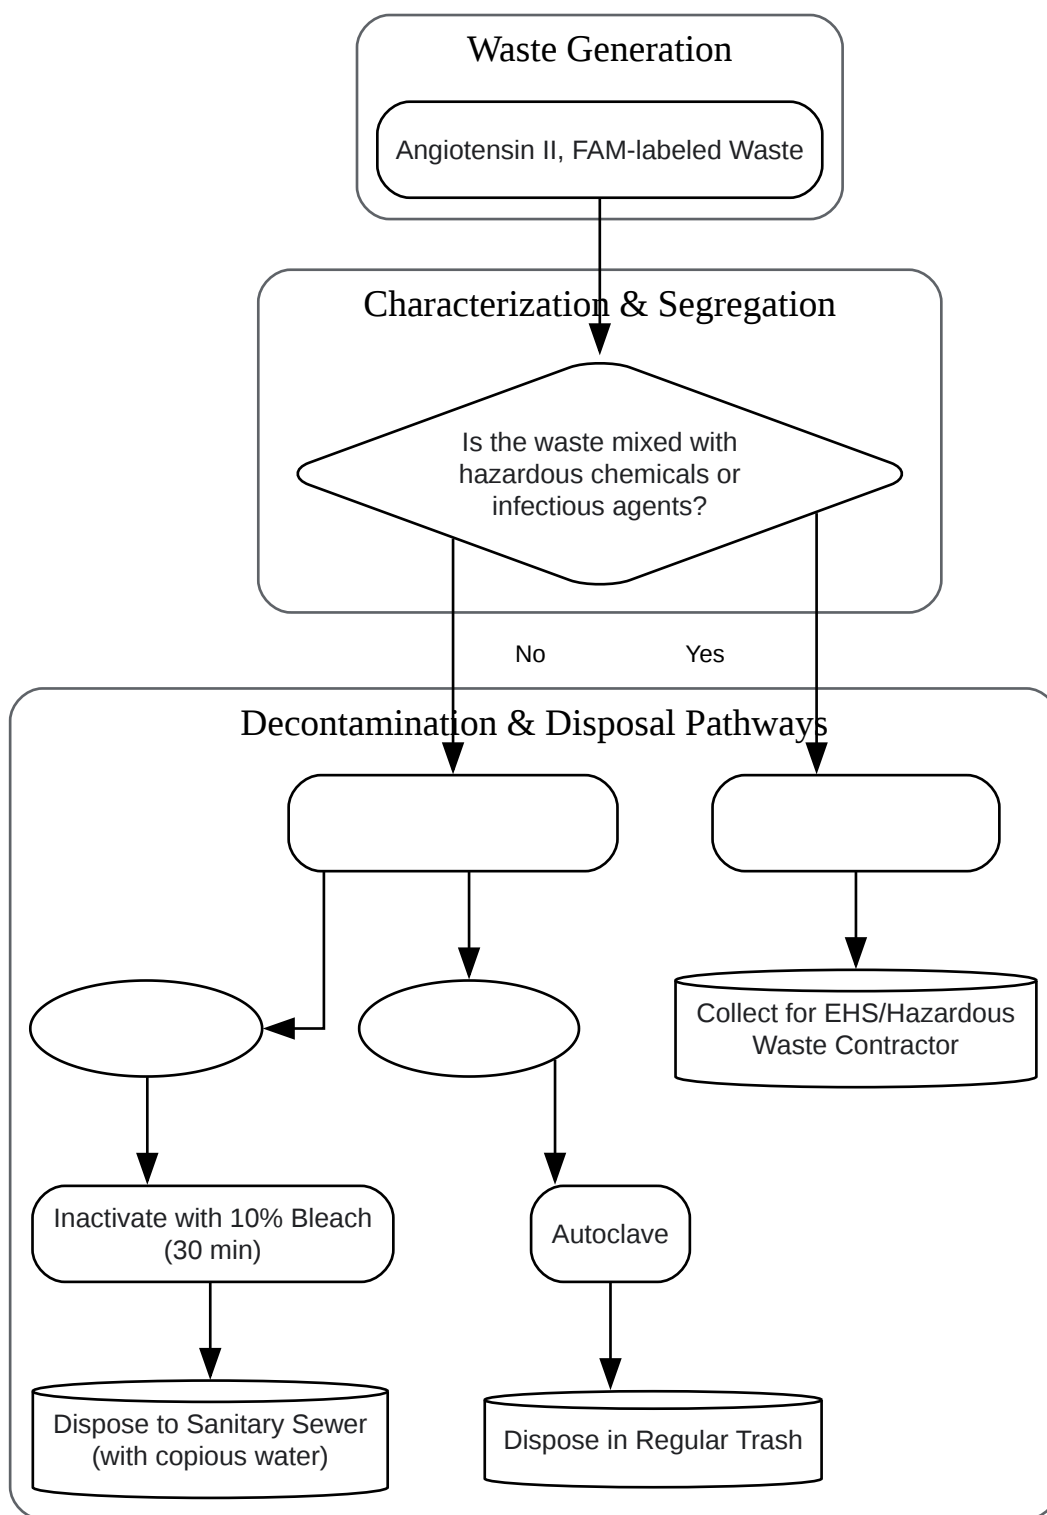 Waste Generation
Angiotensin II, FAM-labeled Waste
Characterization & Segregation
Is the waste mixed with
hazardous chemicals or
infectious agents?
No
Yes
Decontamination & Disposal Pathways
Collect for EHS/Hazardous
Waste Contractor
Inactivate with 10% Bleach
(30 min)
Autoclave
Dispose to Sanitary Sewer
(with copious water)
Dispose in Regular Trash